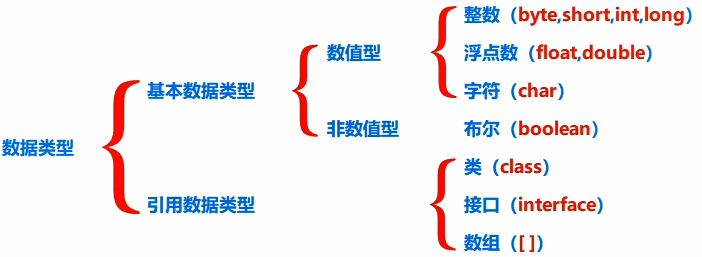 数据类型
基本数据类型
数值型
整数（byte,short,int,long）
浮点数（float,double）
字符（char）
非数值型
布尔（boolean）
引用数据类型
类（class）
接口（interface）
数组（[ ]）